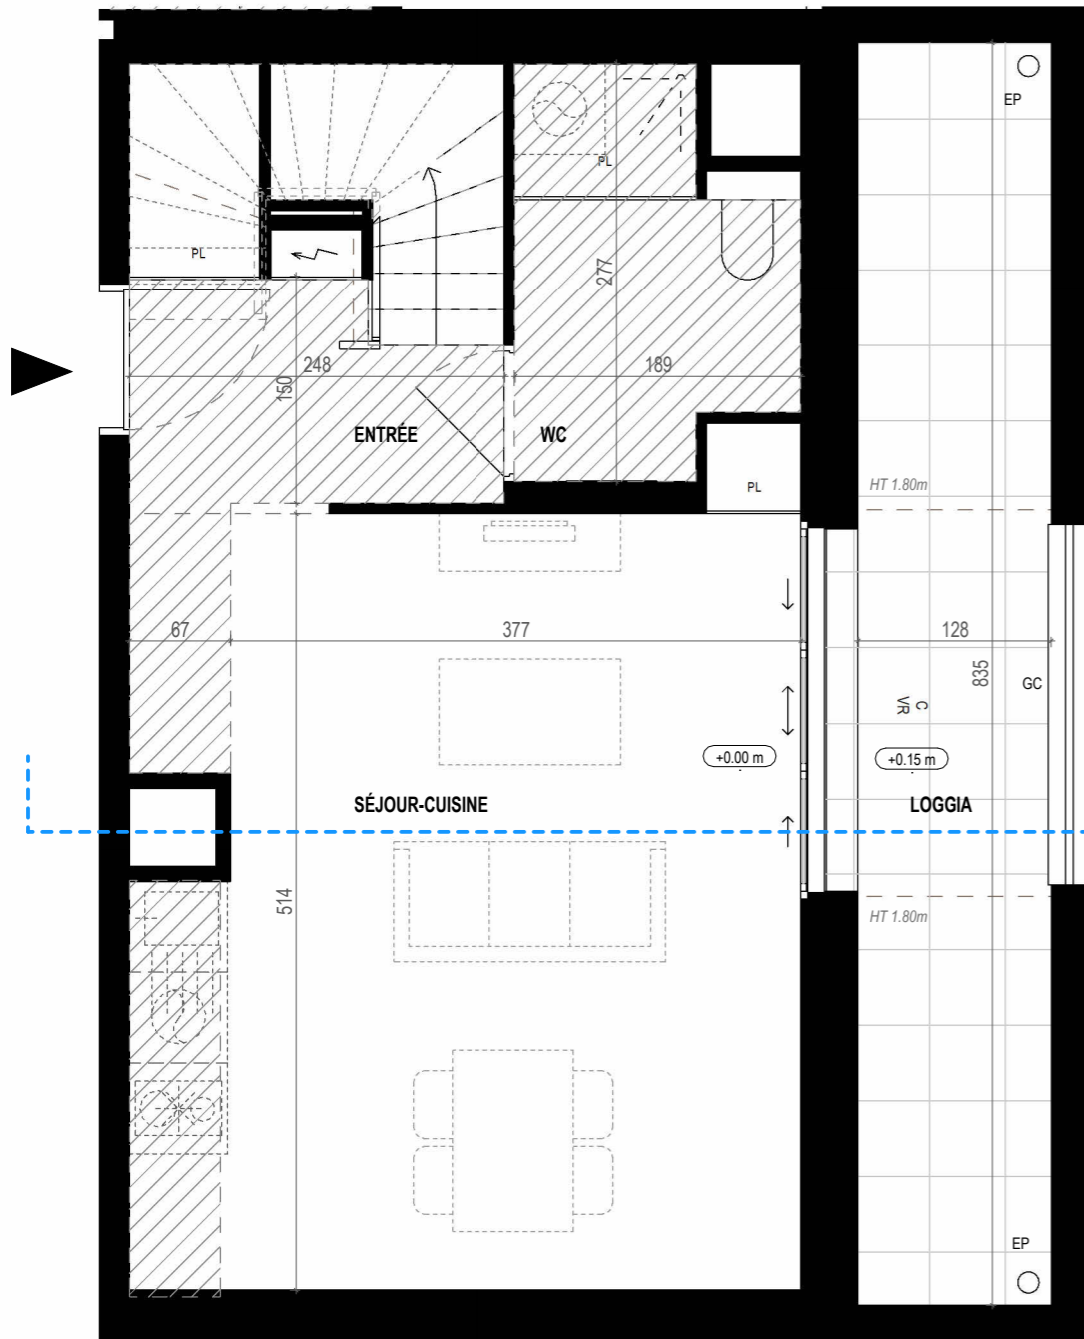 EP
PL
PL
277
248
189
150
ENTRÉE
WC
PL
HT 1.80m
67
377
128
835
GC
C
VR
+0.00 m
+0.15 m
SÉJOUR-CUISINE
LOGGIA
514
HT 1.80m
EP